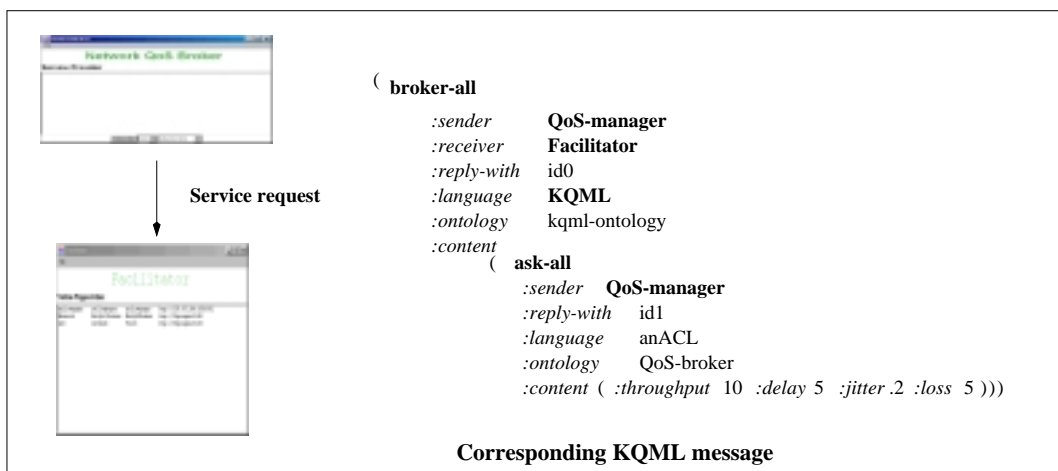 Network QoS Broker
Service Provider
Service request
Facilitator
( broker-all
:sender QoS-manager
:receiver Facilitator
:reply-with id0
:language KQML
:ontology kqml-ontology
:content
( ask-all
:sender QoS-manager
:reply-with id1
:language anACL
:ontology QoS-broker
:content ( :throughput 10 :delay 5 :jitter .2 :loss 5 )))
Corresponding KQML message